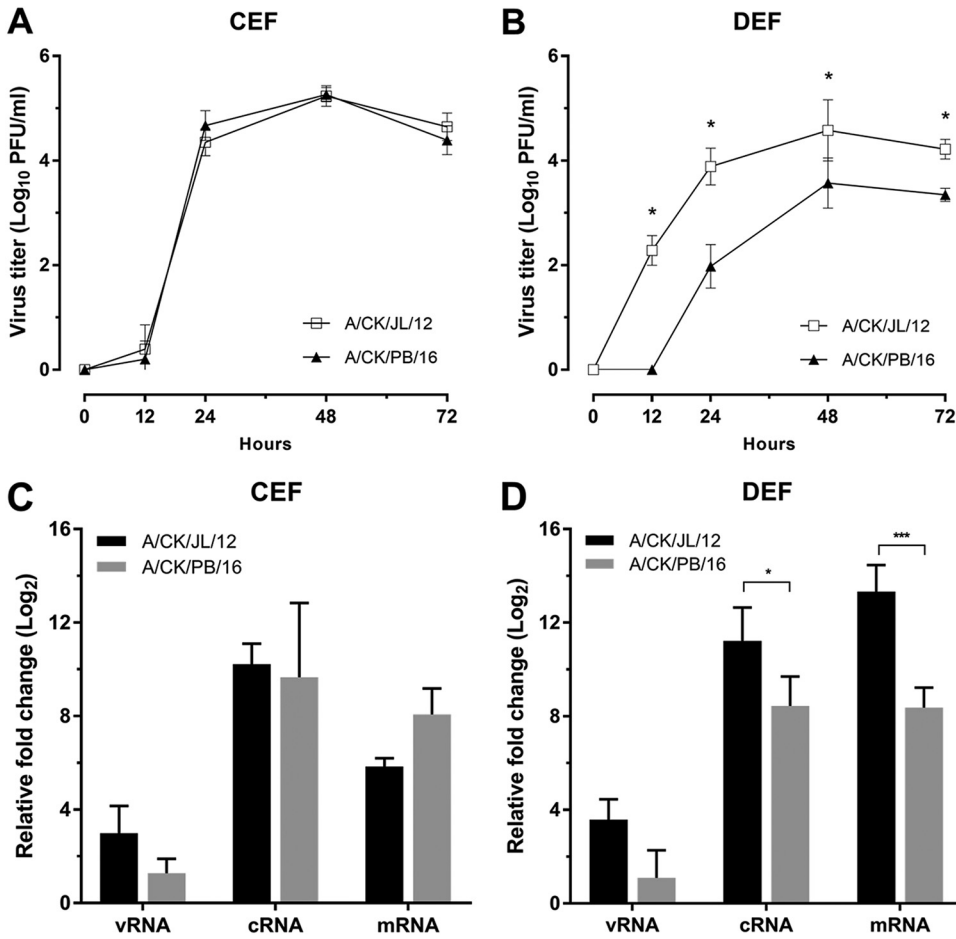 A
CEF
Virus titer (Log10 PFU/ml)
6
4
2
0
A/CK/JL/12
A/CK/PB/16
0 12 24 48 72
Hours
B
DEF
Virus titer (Log10 PFU/ml)
6
4
2
0
* * * *
A/CK/JL/12
A/CK/PB/16
0 12 24 48 72
Hours
C
CEF
Relative fold change (Log2)
16
12
8
4
0
A/CK/JL/12
A/CK/PB/16
vRNA cRNA mRNA
D
DEF
Relative fold change (Log2)
16
12
8
4
0
A/CK/JL/12
A/CK/PB/16
*
***
vRNA cRNA mRNA